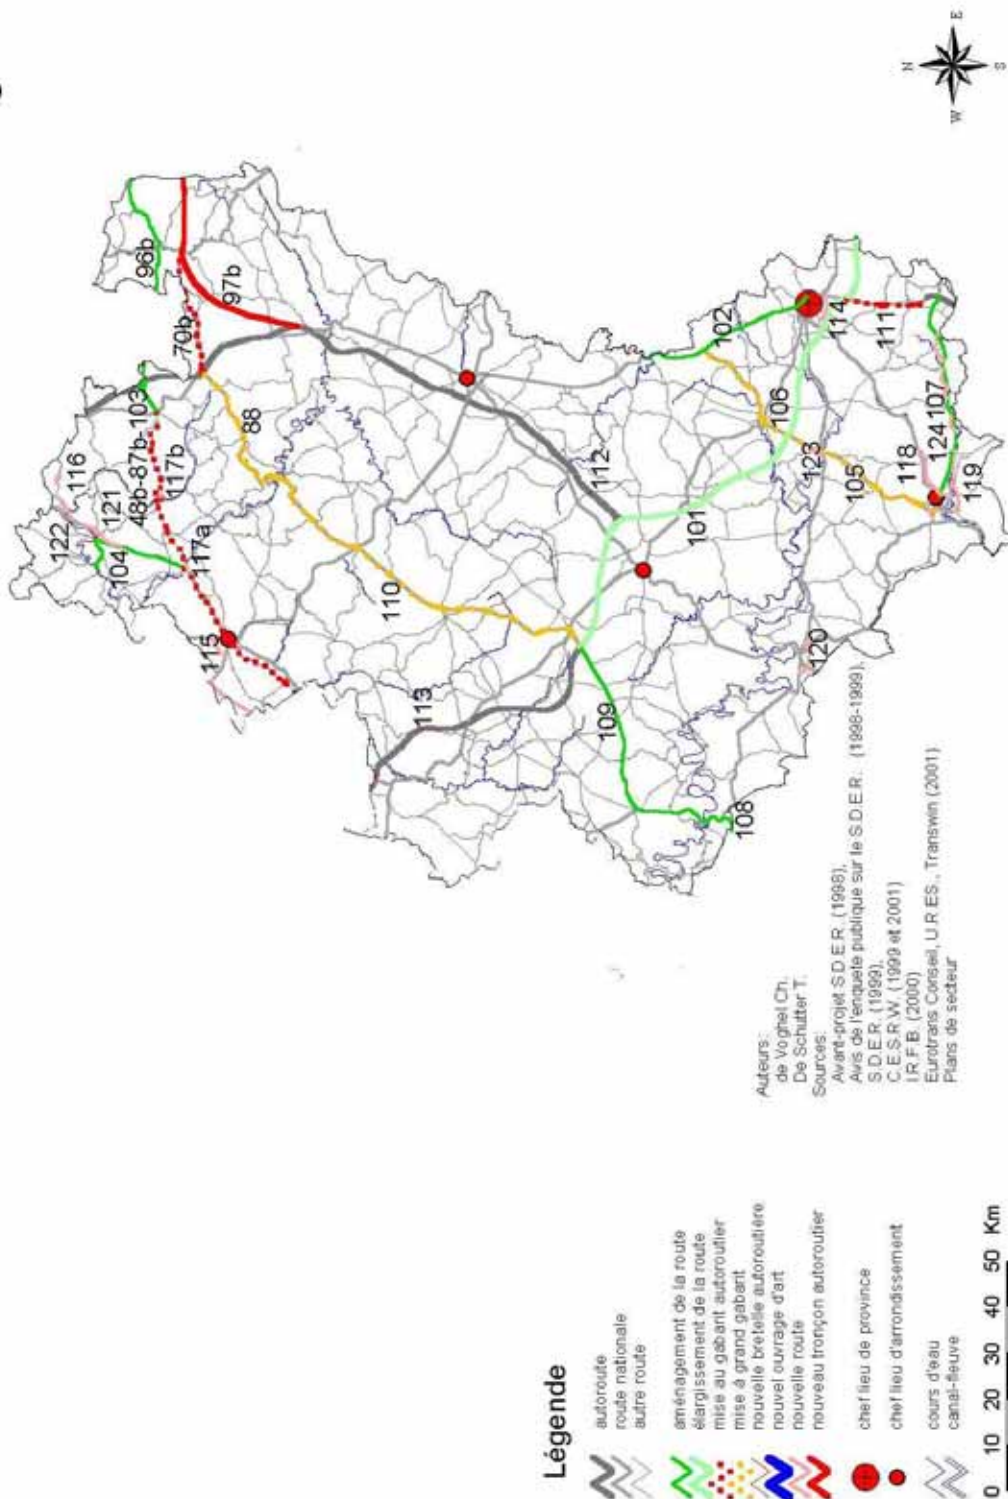 N
W
E
S
96b
97b
70b
103
48b-87b-
88
116
117b
121
122
104
117a
115
110
113
112
102
114
111
106
101
123
105
107
124
118
119
120
109
108
Auteurs:
de Voghel Ch.
De Schutter T.
Sources:
Avant-projet S.D.E.R. (1998),
Avis de l'enquete publique sur le S.D.E.R. (1998-1999),
S.D.E.R. (1999),
C.E.S.R.W. (1999 et 2001)
I.R.F.B. (2000)
Eurotrans Conseil, U.R.ES., Transwin (2001)
Plans de secteur
Légende
autoroute
route nationale
autre route
aménagement de la route
élargissement de la route
mise au gabarit autoroutier
mise à grand gabarit
nouvelle bretelle autoroutière
nouvel ouvrage d'art
nouvelle route
nouveau tronçon autoroutier
chef lieu de province
chef lieu d'arrondissement
cours d'eau
canal-fleuve
0 10 20 30 40 50 Km